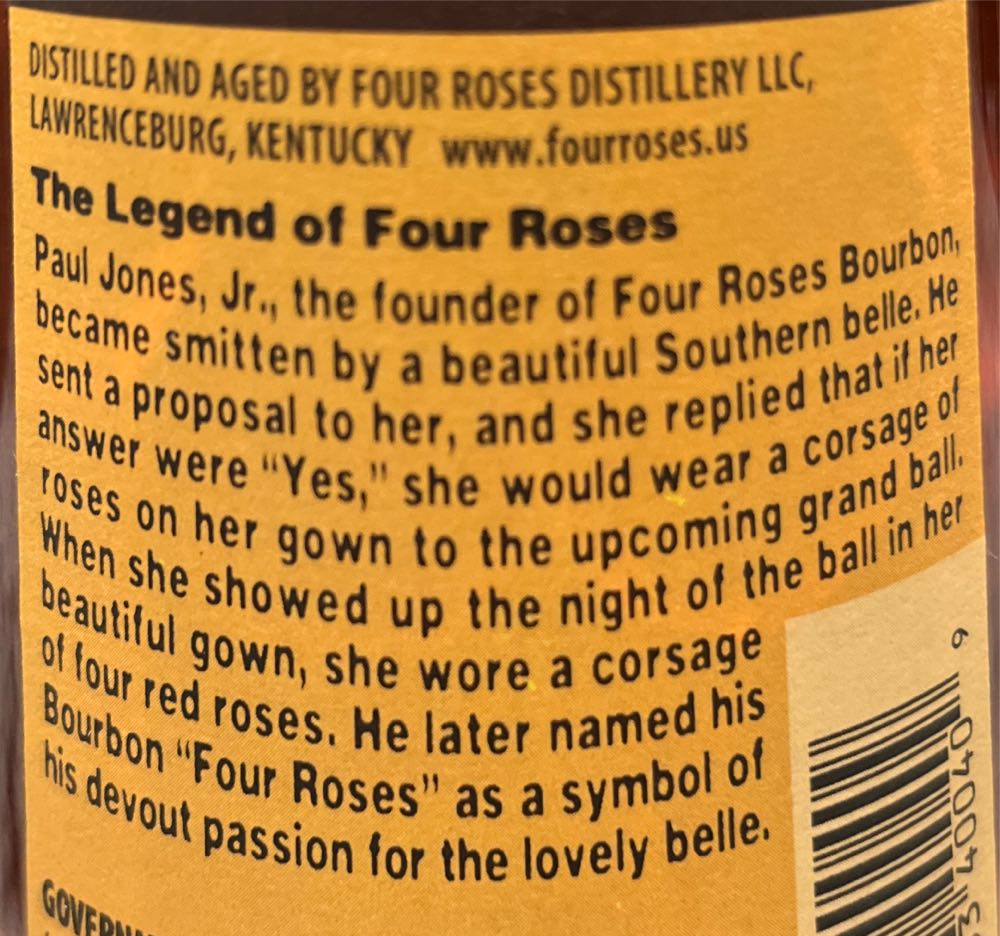 DISTILLED AND AGED BY FOUR ROSES DISTILLERY LLC,
LAWRENCEBURG, KENTUCKY www.fourroses.us
The Legend of Four Roses
Paul Jones, Jr., the founder of Four Roses Bourbon,
became smitten by a beautiful Southern belle. He
sent a proposal to her, and she replied that if her
answer were “Yes,” she would wear a corsage of
roses on her gown to the upcoming grand ball.
When she showed up the night of the ball in her
beautiful gown, she wore a corsage
of four red roses. He later named his
Bourbon “Four Roses” as a symbol of
his devout passion for the lovely belle.
3 40040 9